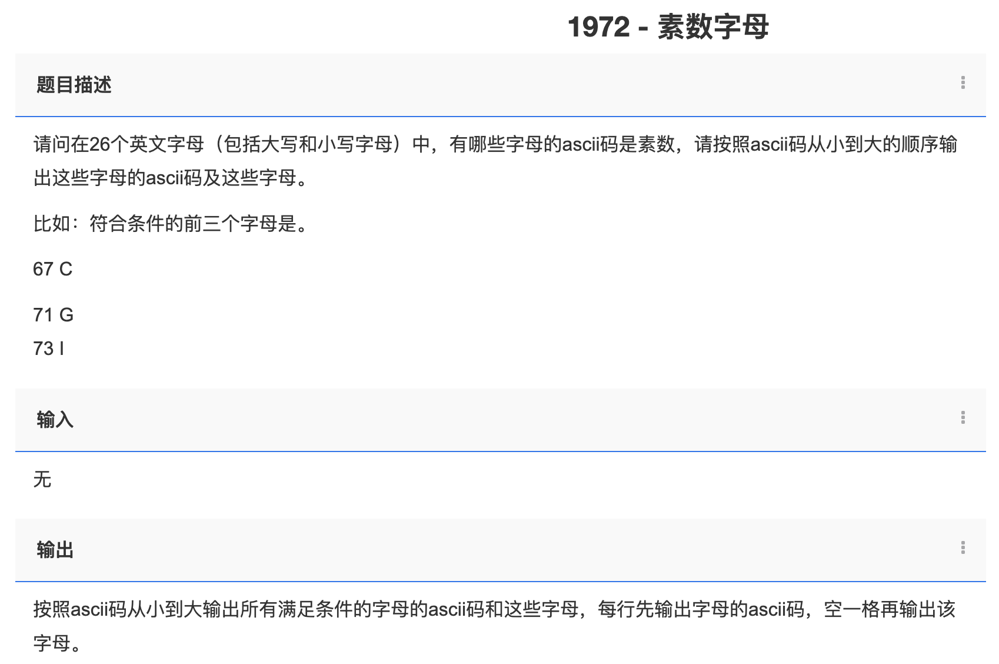 1972 - 素数字母
题目描述
请问在26个英文字母（包括大写和小写字母）中，有哪些字母的ascii码是素数，请按照ascii码从小到大的顺序输
出这些字母的ascii码及这些字母。
比如：符合条件的前三个字母是。
67 C
71 G
73 I
输入
无
输出
按照ascii码从小到大输出所有满足条件的字母的ascii码和这些字母，每行先输出字母的ascii码，空一格再输出该
字母。